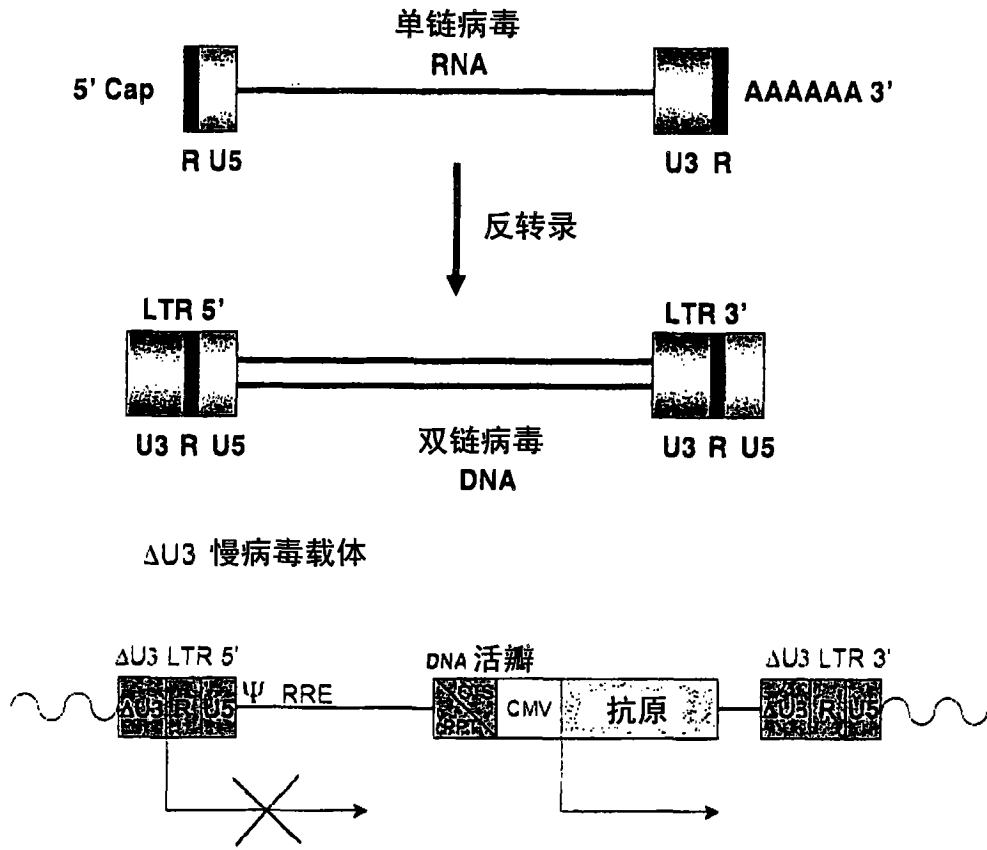 单链病毒
RNA
5' Cap
AAAAAA 3'
R U5
U3 R
反转录
LTR 5'
LTR 3'
U3 R U5
U3 R U5
双链病毒
DNA
ΔU3 慢病毒载体
ΔU3 LTR 5'
DNA 活瓣
ΔU3 LTR 3'
ΔU3 R U5
Ψ RRE
CTS
CMV
抗原
ΔU3 R U5